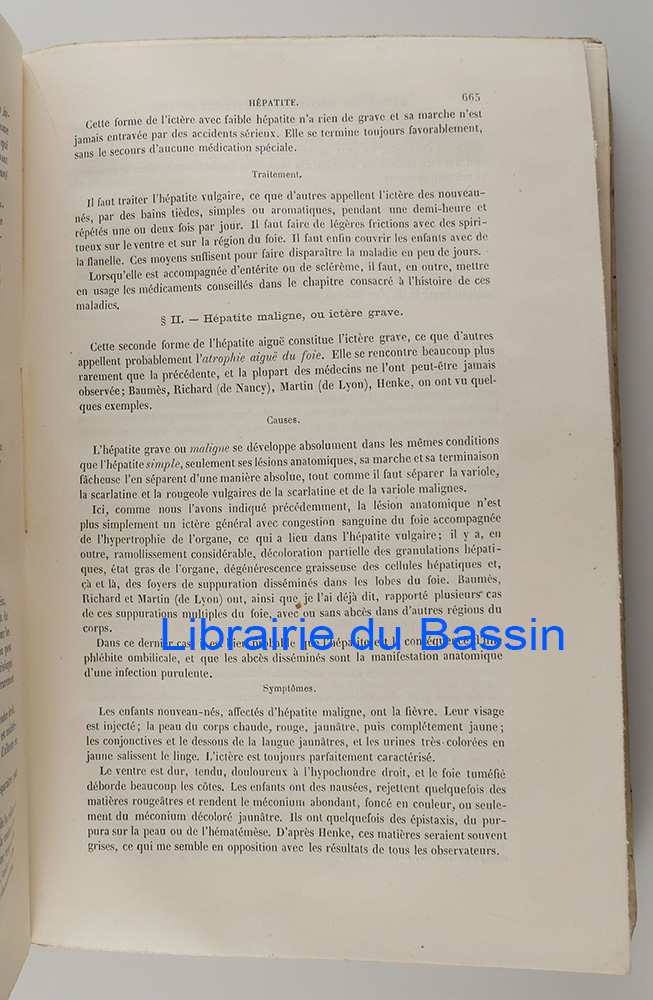 HÉPATITE. 665
Cette forme de l'ictère avec faible hépatite n'a rien de grave et sa marche n'est
jamais entravée par des accidents sérieux. Elle se termine toujours favorablement,
sans le secours d'aucune médication spéciale.
Traitement.
Il faut traiter l'hépatite vulgaire, ce que d'autres appellent l'ictère des nouveau-
nés, par des bains tièdes, simples ou aromatiques, pendant une demi-heure et
répétés une ou deux fois par jour. Il faut faire de légères frictions avec des spiri-
tueux sur le ventre et sur la région du foie. Il faut enfin couvrir les enfants avec de
la flanelle. Ces moyens suffisent pour faire disparaître la maladie en peu de jours.
Lorsqu'elle est accompagnée d'entérite ou de sclérème, il faut, en outre, mettre
en usage les médicaments conseillés dans le chapitre consacré à l'histoire de ces
maladies.
§ II. — Hépatite maligne, ou ictère grave.
Cette seconde forme de l'hépatite aiguë constitue l'ictère grave, ce que d'autres
appellent probablement l'atrophie aiguë du foie. Elle se rencontre beaucoup plus
rarement que la précédente, et la plupart des médecins ne l'ont peut-être jamais
observée; Baumès, Richard (de Nancy), Martin (de Lyon), Henke, on ont vu quel-
ques exemples.
Causes.
L'hépatite grave ou maligne se développe absolument dans les mêmes conditions
que l'hépatite simple, seulement ses lésions anatomiques, sa marche et sa terminaison
fâcheuse l'en séparent d'une manière absolue, tout comme il faut séparer la variole,
la scarlatine et la rougeole vulgaires de la scarlatine et de la variole malignes.
Ici, comme nous l'avons indiqué précédemment, la lésion anatomique n'est
plus simplement un ictère général avec congestion sanguine du foie accompagnée
de l'hypertrophie de l'organe, ce qui a lieu dans l'hépatite vulgaire; il y a, en
outre, ramollissement considérable, décoloration partielle des granulations hépati-
ques, état gras de l'organe, dégénérescence graisseuse des cellules hépatiques et,
çà et là, des foyers de suppuration disséminés dans les lobes du foie. Baumès,
Richard et Martin (de Lyon) ont, ainsi que je l'ai déjà dit, rapporté plusieurs cas
de ces suppurations multiples du foie, avec ou sans abcès dans d'autres régions du
corps.
Librairie du Bassin
Dans ce dernier cas, il est bien probable que l'hépatite est la conséquence d'une
phlébite ombilicale, et que les abcès disséminés sont la manifestation anatomique
d'une infection purulente.
Symptômes.
Les enfants nouveau-nés, affectés d'hépatite maligne, ont la fièvre. Leur visage
est injecté; la peau du corps chaude, rouge, jaunâtre, puis complétement jaune;
les conjonctives et le dessous de la langue jaunâtres, et les urines très-colorées en
jaune salissent le linge. L'ictère est toujours parfaitement caractérisé.
Le ventre est dur, tendu, douloureux à l'hypochondre droit, et le foie tuméfié
déborde beaucoup les côtes. Les enfants ont des nausées, rejettent quelquefois des
matières rougeâtres et rendent le méconium abondant, foncé en couleur, ou seule-
ment du méconium décoloré jaunâtre. Ils ont quelquefois des épistaxis, du pur-
pura sur la peau ou de l'hématémèse. D'après Henke, ces matières seraient souvent
grises, ce qui me semble en opposition avec les résultats de tous les observateurs.